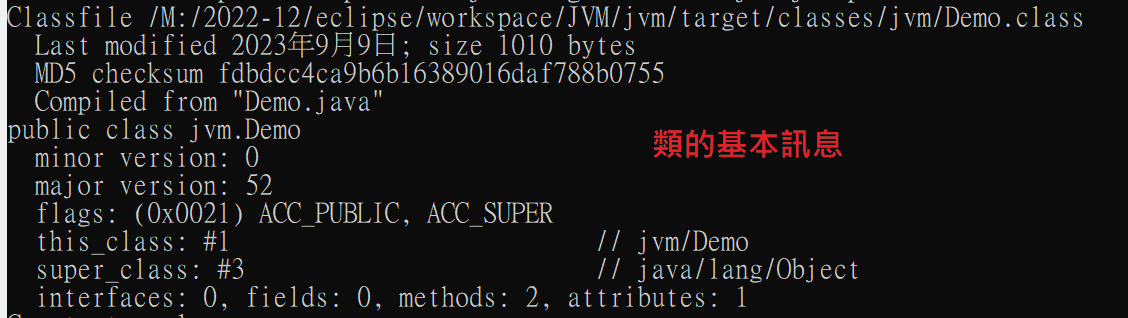 Classfile /M:/2022-12/eclipse/workspace/JVM/jvm/target/classes/jvm/Demo.class
Last modified 2023年9月9日; size 1010 bytes
MD5 checksum fdbdcc4ca9b6b16389016daf788b0755
Compiled from "Demo.java"
public class jvm.Demo
類的基本訊息
minor version: 0
major version: 52
flags: (0x0021) ACC_PUBLIC, ACC_SUPER
this_class: #1 // jvm/Demo
super_class: #3 // java/lang/Object
interfaces: 0, fields: 0, methods: 2, attributes: 1